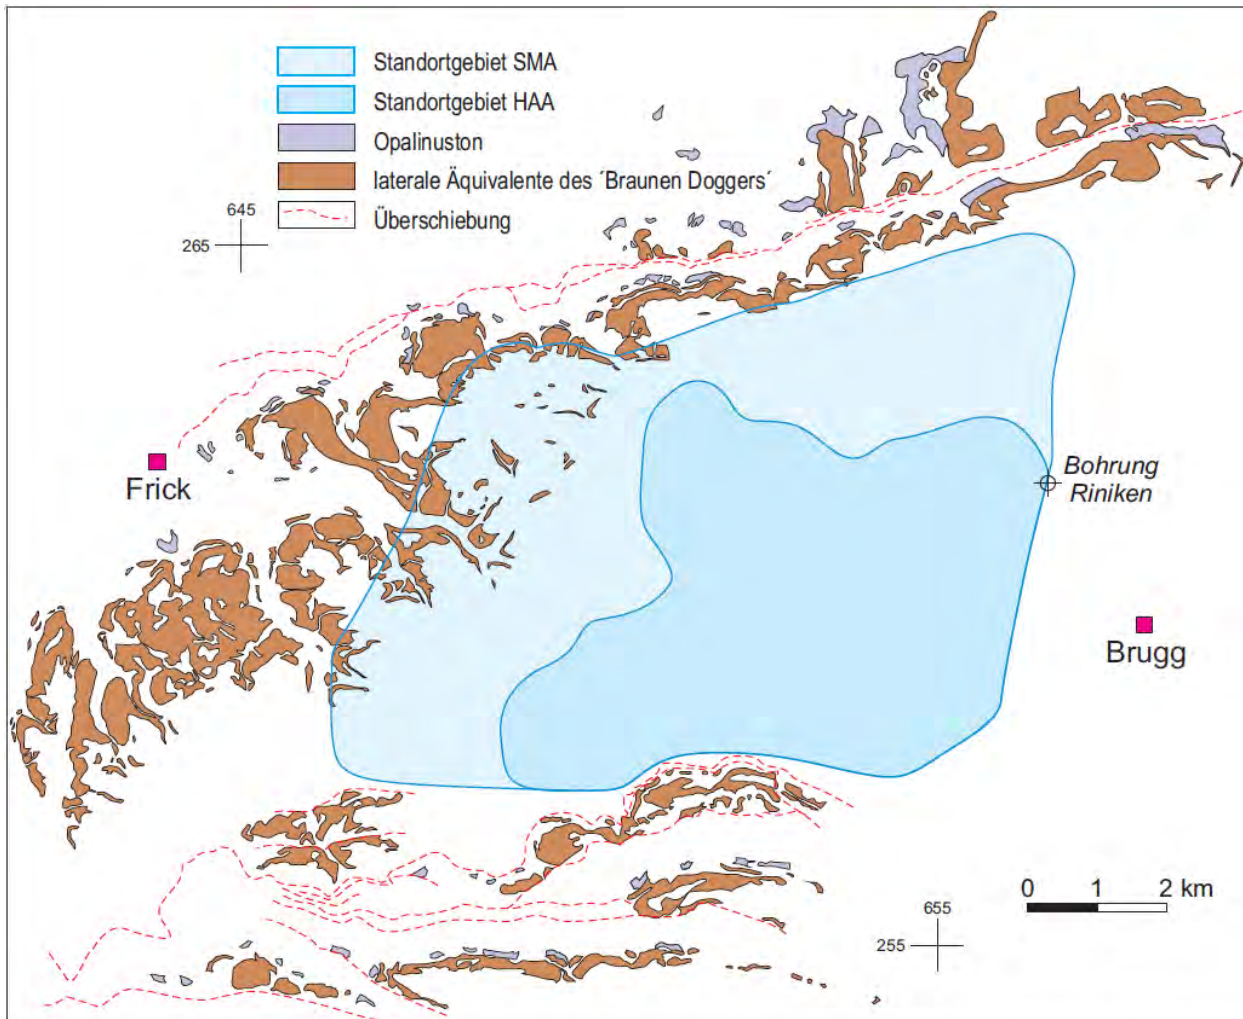 Standortgebiet SMA
Standortgebiet HAA
Opalinuston
laterale Äquivalente des ´Braunen Doggers´
Überschiebung
645
265
Frick
Bohrung
Riniken
Brugg
0 1 2 km
655
255